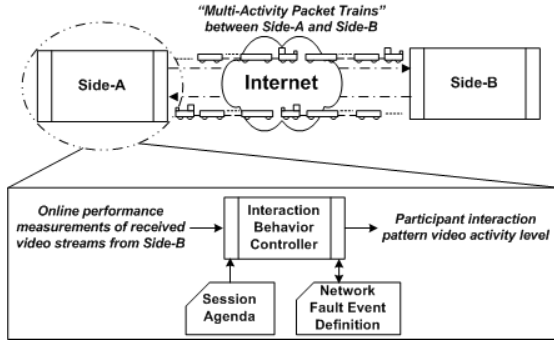 “Multi-Activity Packet Trains”
between Side-A and Side-B
Side-A
Internet
Side-B
Online performance
measurements of received
video streams from Side-B
Interaction
Behavior
Controller
Participant interaction
pattern video activity level
Session
Agenda
Network
Fault Event
Definition